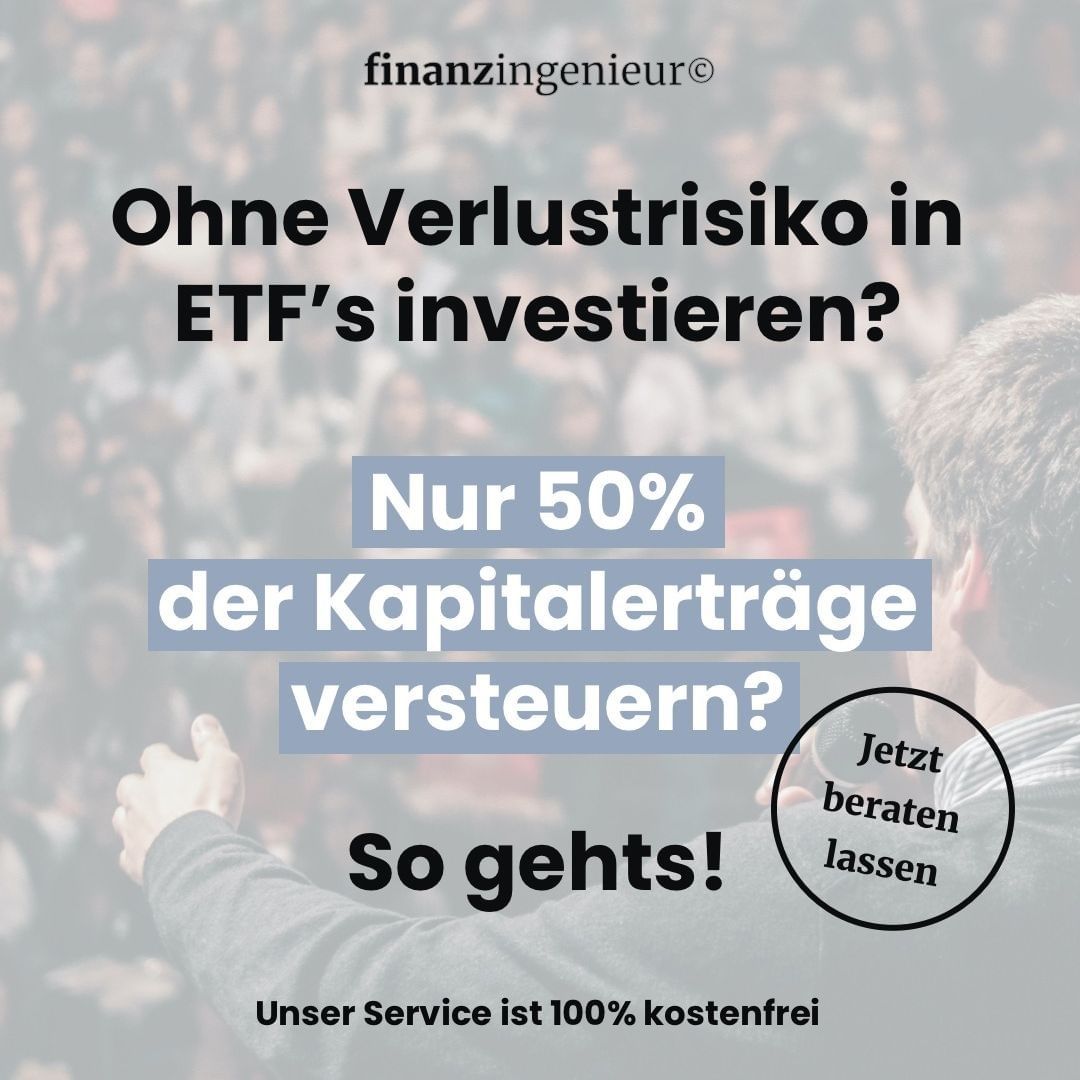 finanzingenieur©
Ohne Verlustrisiko in
ETF’s investieren?
Nur 50%
der Kapitalerträge
versteuern?
Jetzt
beraten
lassen
So gehts!
Unser Service ist 100% kostenfrei